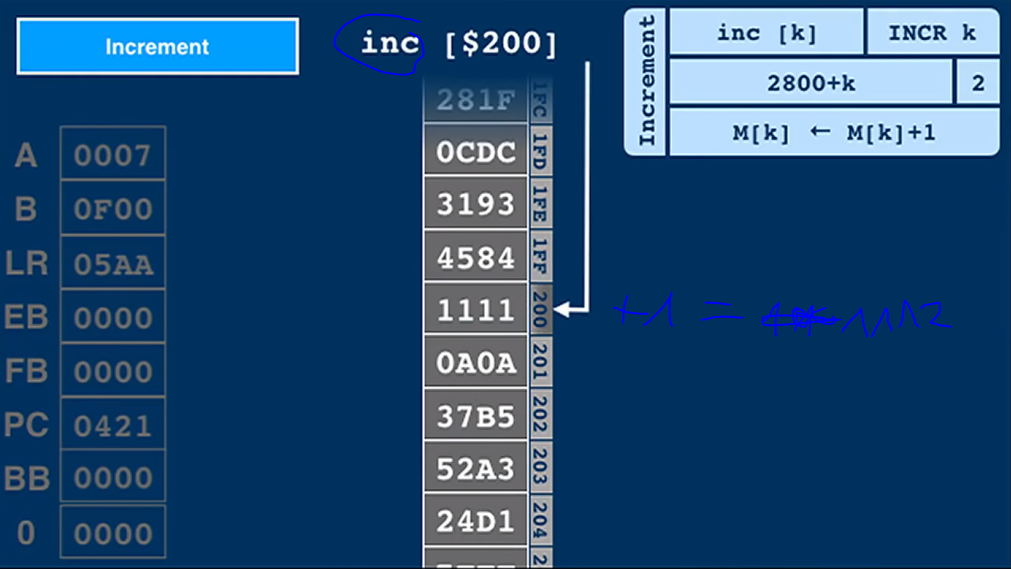 Increment
inc [$200]
Increment
inc [k]
INCR k
2800+k
2
M[k] ← M[k]+1
A 0007
B 0F00
LR 05AA
EB 0000
FB 0000
PC 0421
BB 0000
0 0000
281F 1FC
0CDC 1FD
3193 1FE
4584 1FF
1111 200
+1 = 1112
0A0A 201
37B5 202
52A3 203
24D1 204